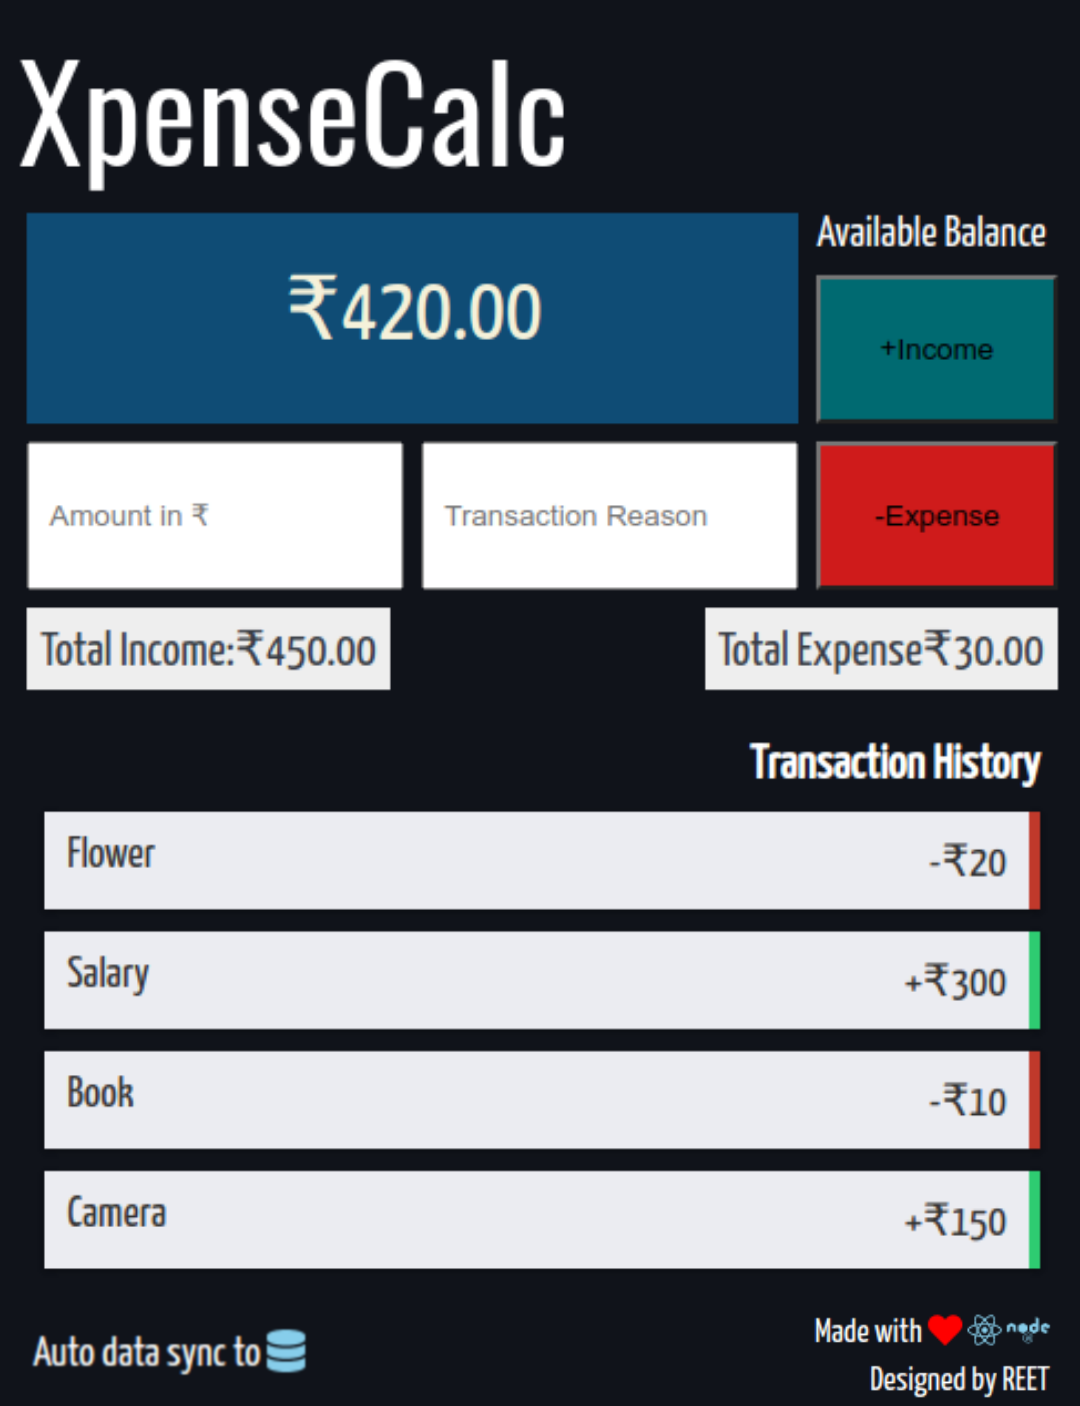 XpenseCalc
₹420.00
Available Balance
+Income
Amount in ₹
Transaction Reason
-Expense
Total Income:₹450.00
Total Expense₹30.00
Transaction History
Flower
-₹20
Salary
+₹300
Book
-₹10
Camera
+₹150
Auto data sync to
Made with
node
Designed by REET